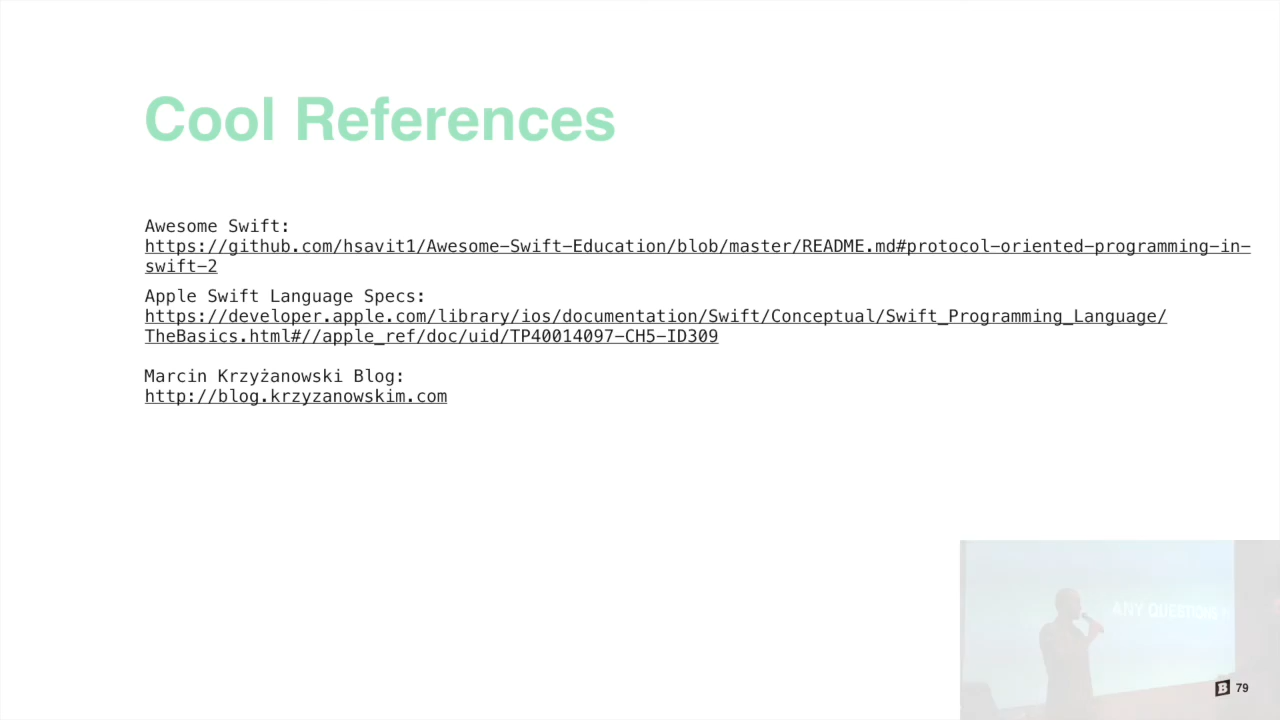 Cool References
Awesome Swift:
https://github.com/hsavit1/Awesome-Swift-Education/blob/master/README.md#protocol-oriented-programming-in-
swift-2
Apple Swift Language Specs:
https://developer.apple.com/library/ios/documentation/Swift/Conceptual/Swift_Programming_Language/
TheBasics.html#//apple_ref/doc/uid/TP40014097-CH5-ID309
Marcin Krzyżanowski Blog:
http://blog.krzyzanowskim.com
ANY QUESTIONS
B 79